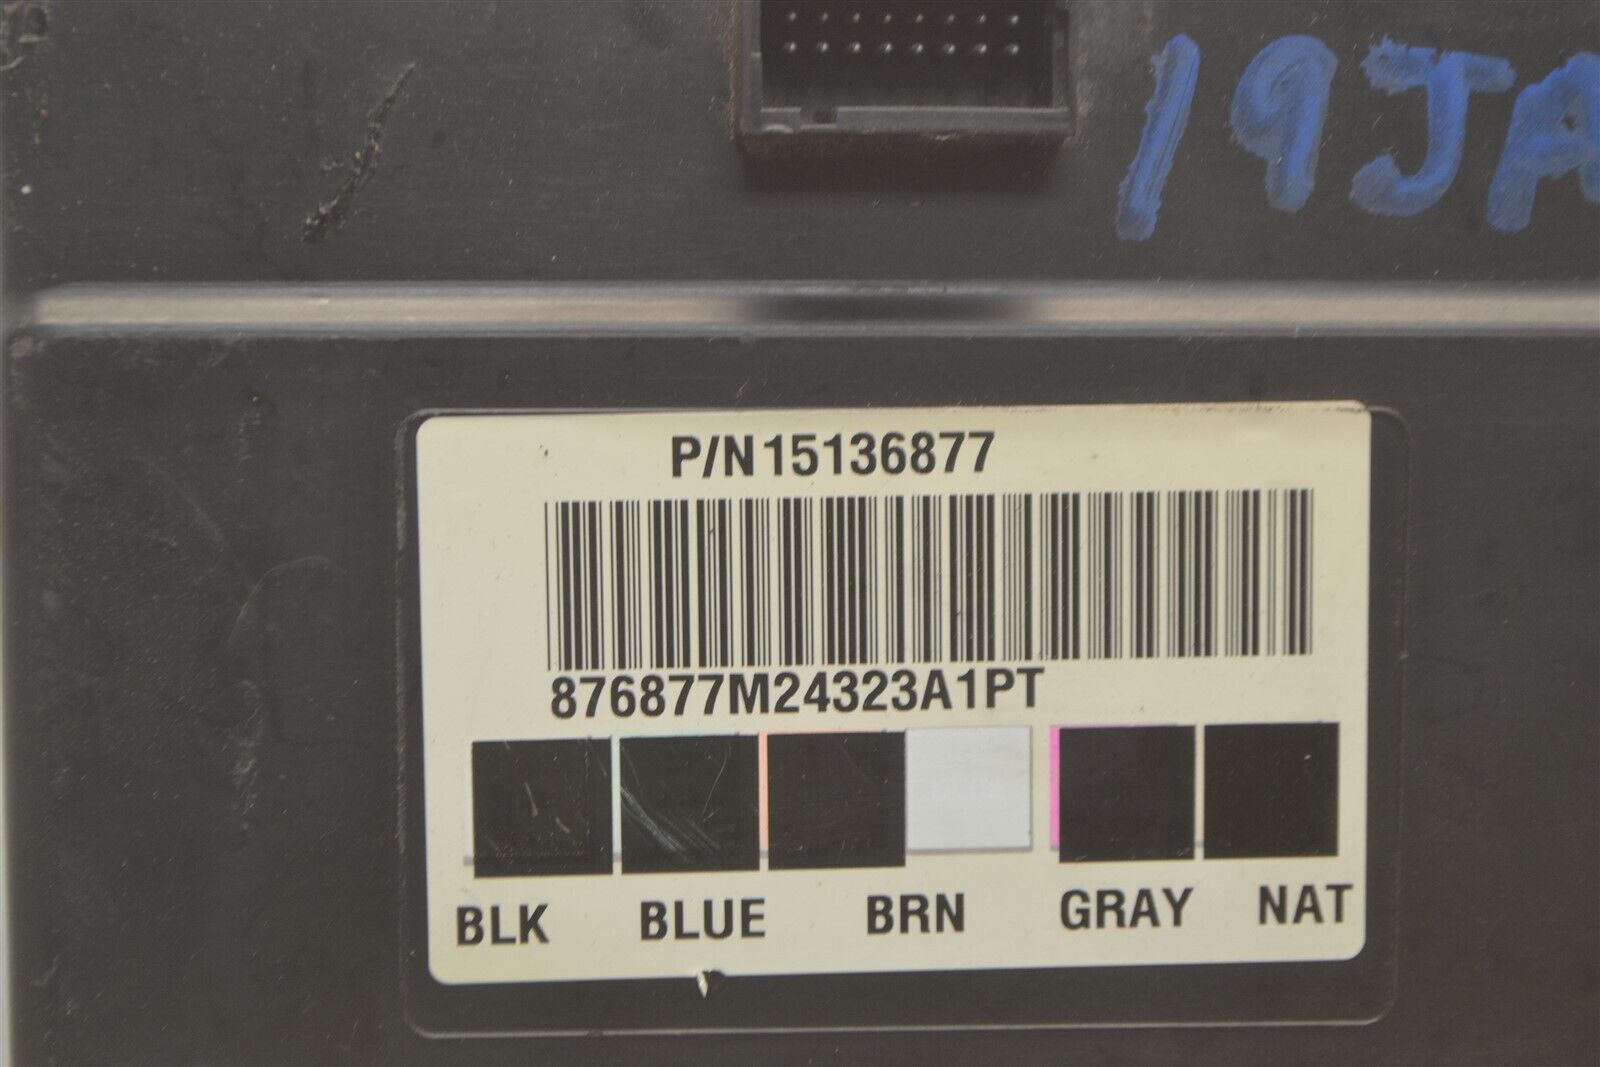 19JA
P/N15136877
876877M24323A1PT
BLK BLUE BRN GRAY NAT